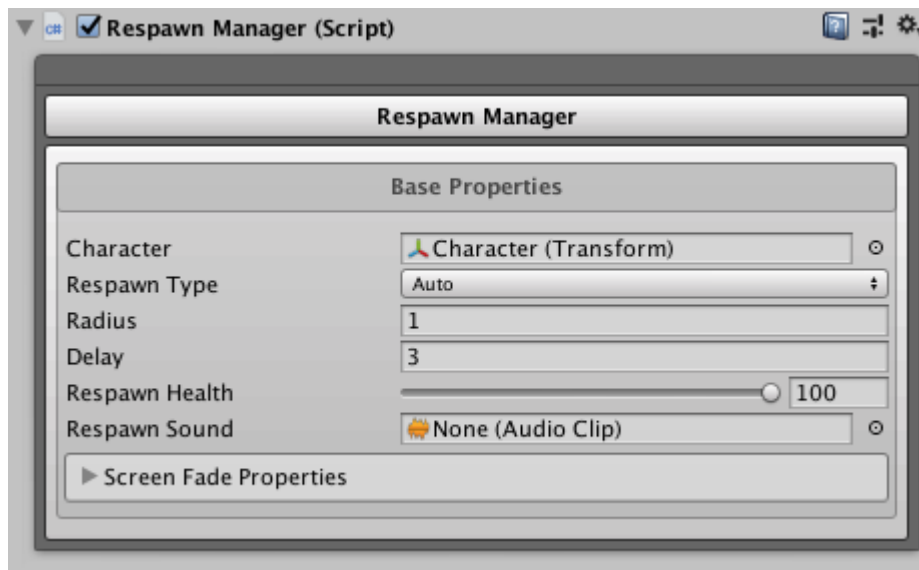 C# Respawn Manager (Script)
Respawn Manager
Base Properties
Character Character (Transform)
Respawn Type Auto
Radius 1
Delay 3
Respawn Health 100
Respawn Sound None (Audio Clip)
Screen Fade Properties